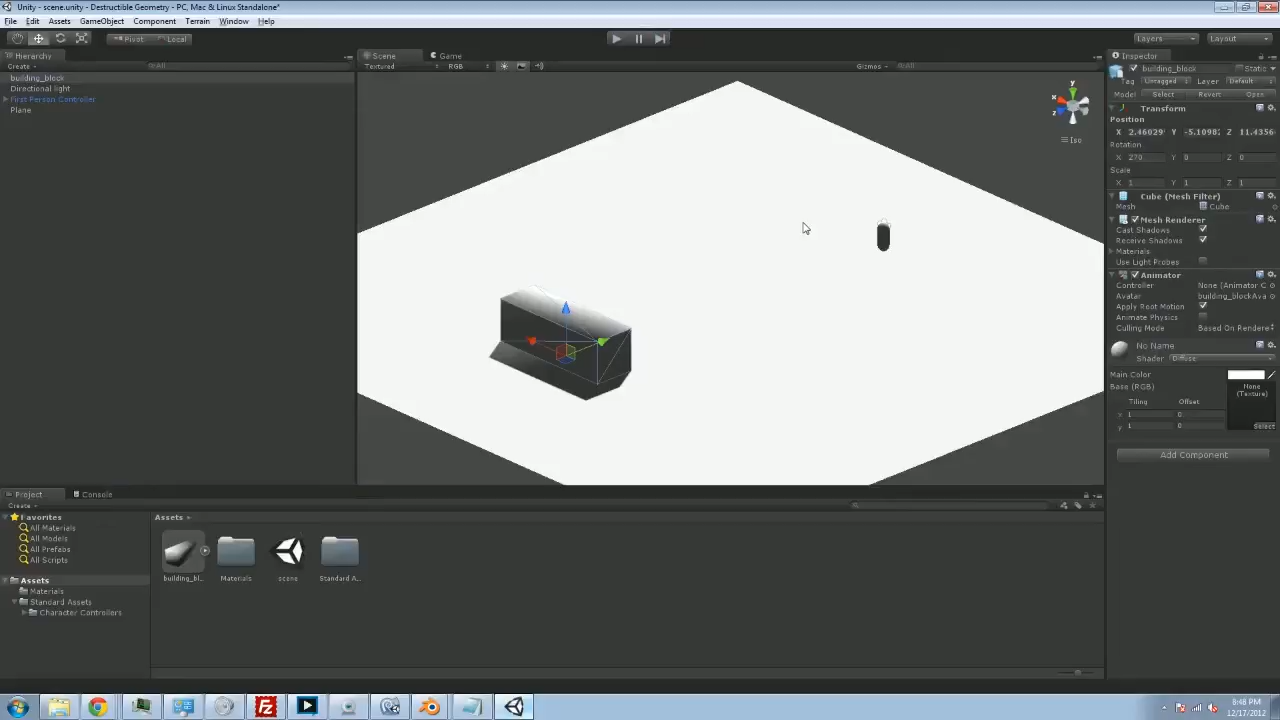 Unity - scene.unity - Destructible Geometry - PC, Mac & Linux Standalone*
File Edit Assets GameObject Component Terrain Window Help
Pivot Local Layers Layout
Hierarchy
Create All
building_block
Directional light
First Person Controller
Plane
Scene Game
Textured RGB Gizmos All
x y z
Iso
Inspector
building_block Static
Tag Untagged Layer Default
Model Select Revert Open
Transform
Position
X 2.46029 Y -5.1098 Z 11.4356
Rotation
X 270 Y 0 Z 0
Scale
X 1 Y 1 Z 1
Cube (Mesh Filter)
Mesh Cube
Mesh Renderer
Cast Shadows
Receive Shadows
Materials
Use Light Probes
Animator
Controller None (Animator C
Avatar building_blockAva
Apply Root Motion
Animate Physics
Culling Mode Based On Rendere
No Name
Shader Diffuse
Main Color
Base (RGB) None
(Texture)
Tiling Offset
x 1 0
y 1 0
Select
Add Component
Project Console
Create
Favorites
All Materials
All Models
All Prefabs
All Scripts
Assets
Materials
Standard Assets
Character Controllers
Assets
building_bl... Materials scene Standard A...
Fz
8:48 PM
12/17/2012